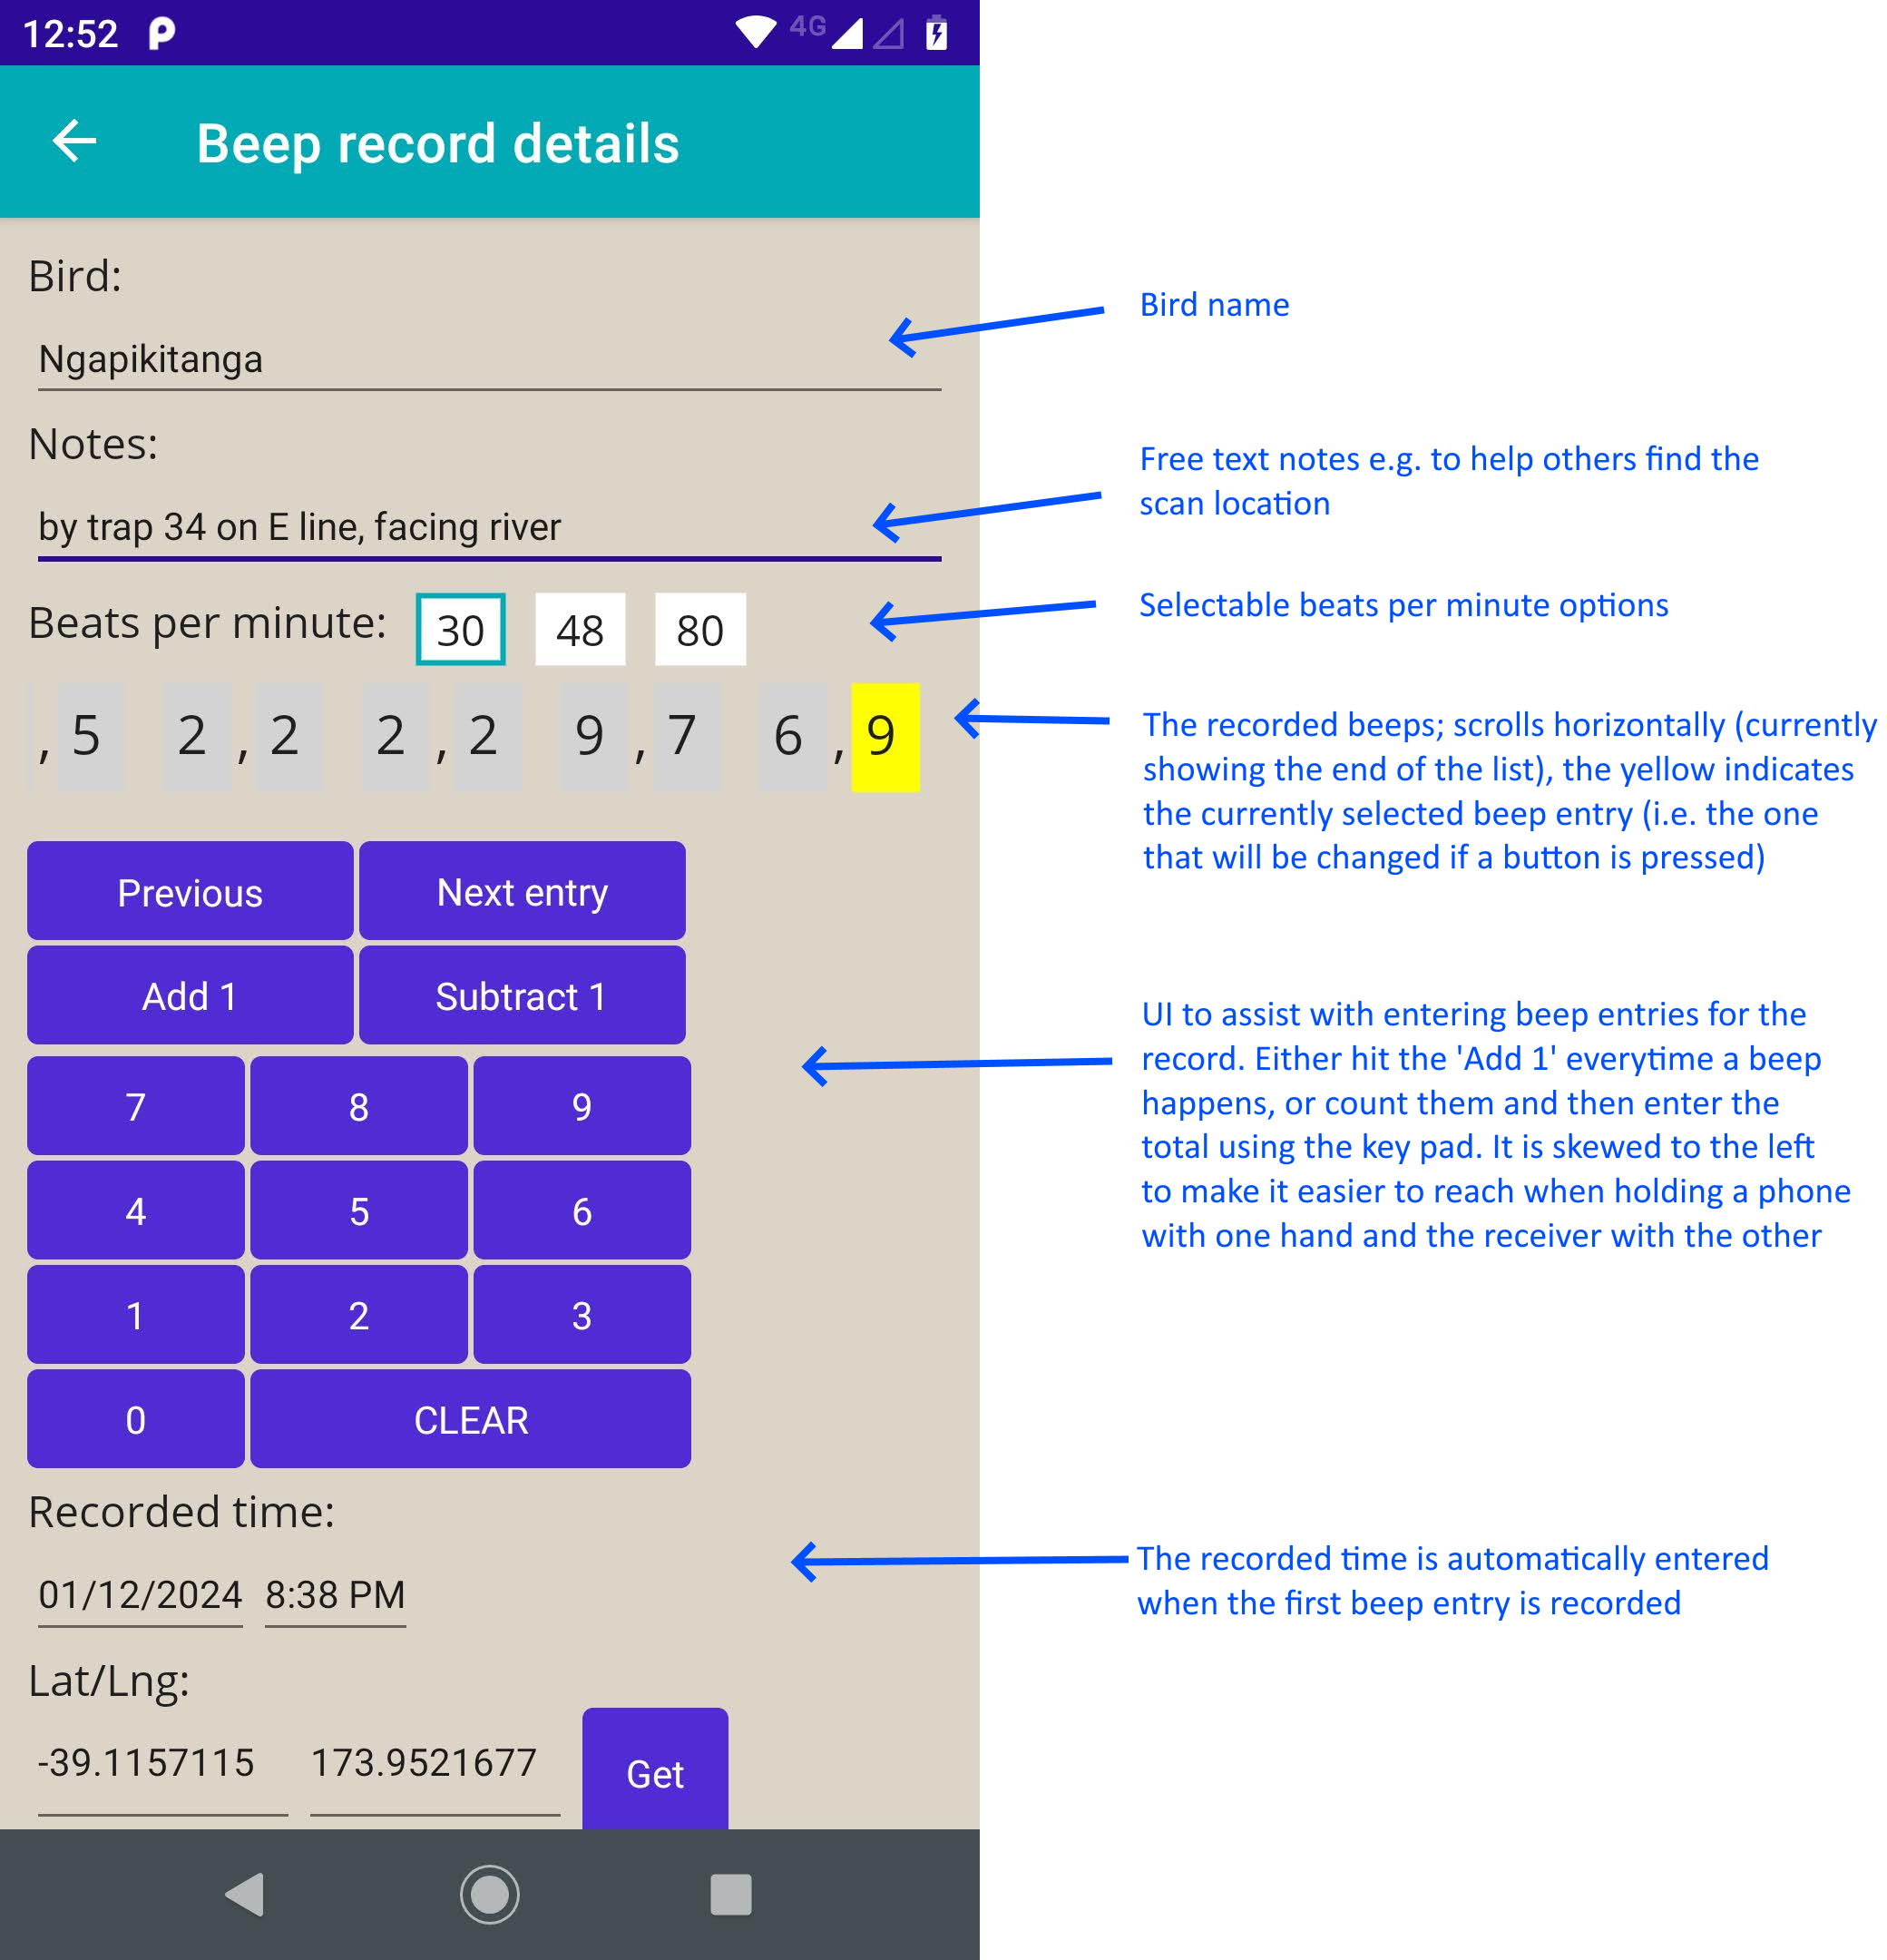 12:52 4G
Beep record details
Bird:
Bird name
Ngapikitanga
Notes:
Free text notes e.g. to help others find the
scan location
by trap 34 on E line, facing river
Beats per minute: 30 48 80
Selectable beats per minute options
, 5 2 , 2 2 , 2 9 , 7 6 , 9
The recorded beeps; scrolls horizontally (currently
showing the end of the list), the yellow indicates
the currently selected beep entry (i.e. the one
that will be changed if a button is pressed)
Previous Next entry
Add 1 Subtract 1
UI to assist with entering beep entries for the
record. Either hit the 'Add 1' everytime a beep
happens, or count them and then enter the
total using the key pad. It is skewed to the left
to make it easier to reach when holding a phone
with one hand and the receiver with the other
7 8 9
4 5 6
1 2 3
0 CLEAR
Recorded time:
The recorded time is automatically entered
when the first beep entry is recorded
01/12/2024 8:38 PM
Lat/Lng:
-39.1157115 173.9521677 Get